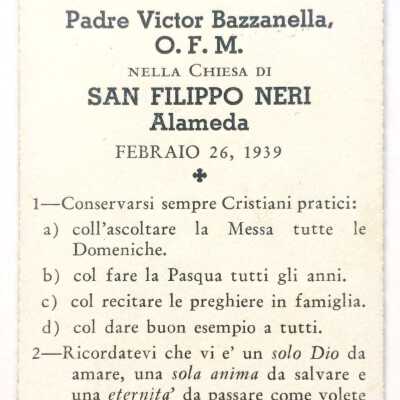 Padre Victor Bazzanella,
O. F. M.
NELLA CHIESA DI
SAN FILIPPO NERI
Alameda
FEBRAIO 26, 1939
1—Conservarsi sempre Cristiani pratici:
a) coll'ascoltare la Messa tutte le
Domeniche.
b) col fare la Pasqua tutti gli anni.
c) col recitare le preghiere in famiglia.
d) col dare buon esempio a tutti.
2—Ricordatevi che vi e' un solo Dio da
amare, una sola anima da salvare e
una eternita' da passare come volete